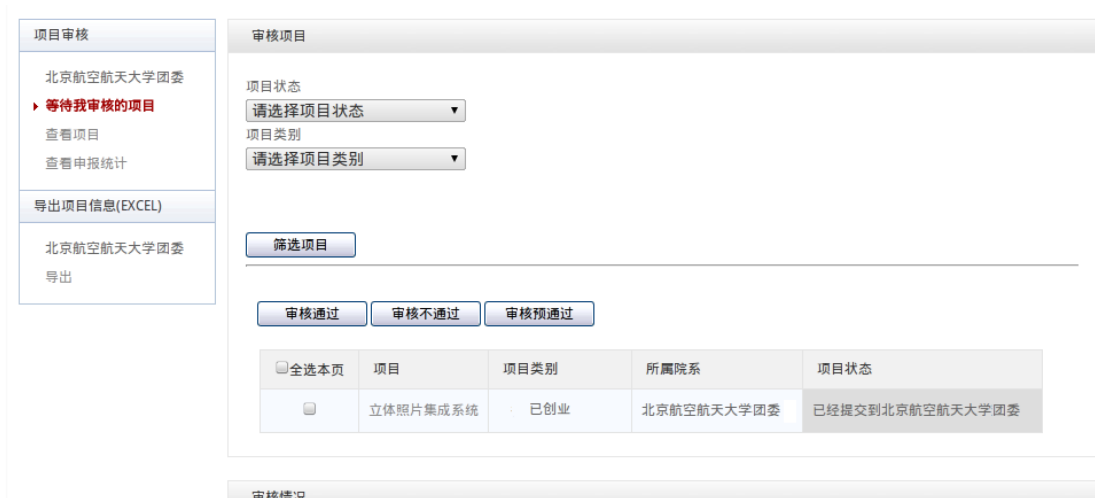 项目审核
北京航空航天大学团委
等待我审核的项目
查看项目
查看申报统计
导出项目信息(EXCEL)
北京航空航天大学团委
导出
审核项目
项目状态
请选择项目状态
项目类别
请选择项目类别
筛选项目
审核通过 审核不通过 审核预通过
全选本页 项目 项目类别 所属院系 项目状态
立体照片集成系统 已创业 北京航空航天大学团委 已经提交到北京航空航天大学团委
审核情况